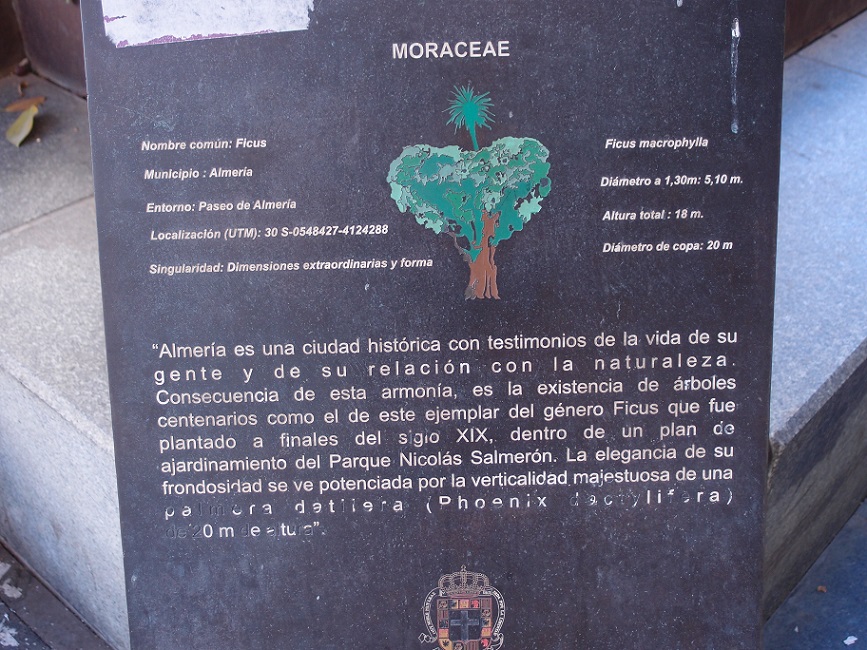 MORACEAE
Nombre común: Ficus
Municipio : Almería
Entorno: Paseo de Almería
Localización (UTM): 30 S-0548427-4124288
Singularidad: Dimensiones extraordinarias y forma
Ficus macrophylla
Diámetro a 1,30m: 5,10 m.
Altura total : 18 m.
Diámetro de copa: 20 m
“Almería es una ciudad histórica con testimonios de la vida de su
gente y de su relación con la naturaleza.
Consecuencia de esta armonía, es la existencia de árboles
centenarios como el de este ejemplar del género Ficus que fue
plantado a finales del siglo XIX, dentro de un plan de
ajardinamiento del Parque Nicolás Salmerón. La elegancia de su
frondosidad se ve potenciada por la verticalidad majestuosa de una
palmera datilera (Phoenix dactylifera)
de 20 m de altura”.